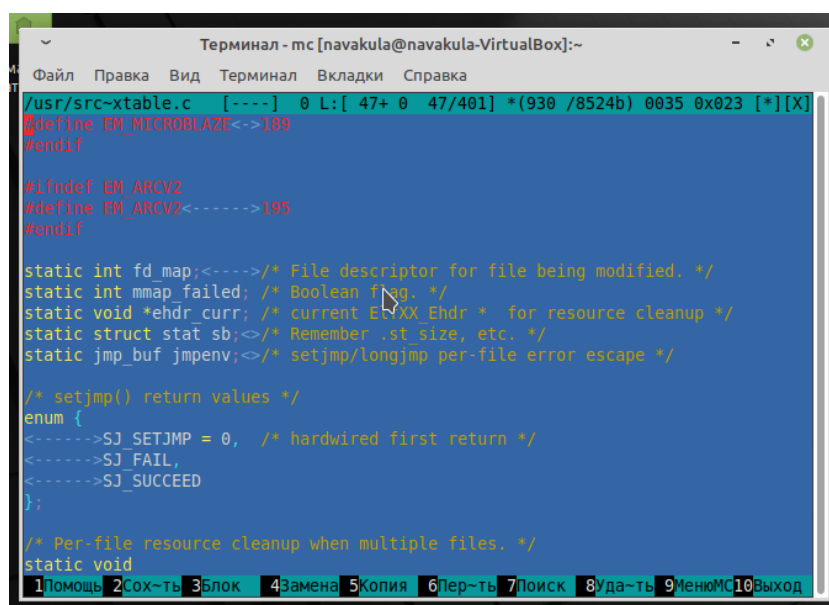 Терминал - mc [navakula@navakula-VirtualBox]:~
Файл Правка Вид Терминал Вкладки Справка
/usr/src~xtable.c [----] 0 L:[ 47+ 0 47/401] *(930 /8524b) 0035 0x023 [*][X]
#define EM_MICROBLAZE<->189
#endif
#ifndef EM_ARCV2
#define EM_ARCV2<------>195
#endif
static int fd_map;<---->/* File descriptor for file being modified. */
static int mmap_failed; /* Boolean flag. */
static void *ehdr_curr; /* current ElfXX_Ehdr * for resource cleanup */
static struct stat sb;<>/* Remember .st_size, etc. */
static jmp_buf jmpenv;<>/* setjmp/longjmp per-file error escape */
/* setjmp() return values */
enum {
<------>SJ_SETJMP = 0, /* hardwired first return */
<------>SJ_FAIL,
<------>SJ_SUCCEED
};
/* Per-file resource cleanup when multiple files. */
static void
1Помощь 2Сох~ть 3Блок 4Замена 5Копия 6Пер~ть 7Поиск 8Уда~ть 9МенюMC10Выход